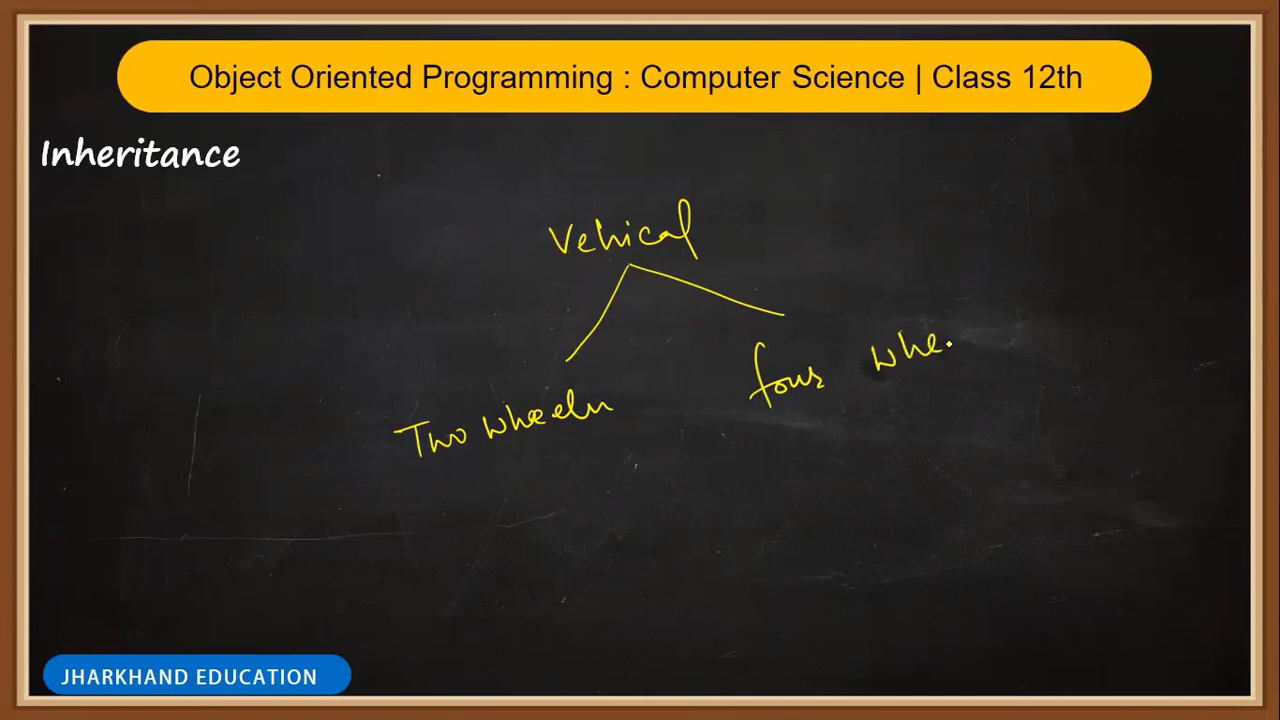 Object Oriented Programming : Computer Science | Class 12th
Inheritance
Vehical
Two wheeler
four whe
JHARKHAND EDUCATION